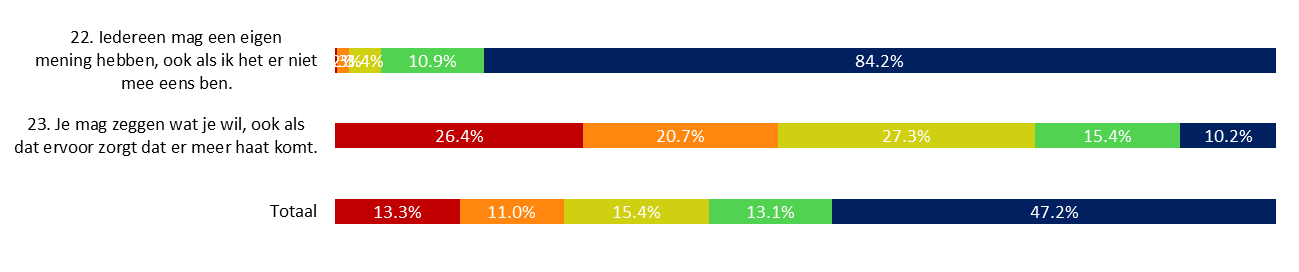 22. Iedereen mag een eigen
mening hebben, ook als ik het er niet
mee eens ben.
10.9%
84.2%
23. Je mag zeggen wat je wil, ook als
dat ervoor zorgt dat er meer haat komt.
26.4%
20.7%
27.3%
15.4%
10.2%
Totaal
13.3%
11.0%
15.4%
13.1%
47.2%